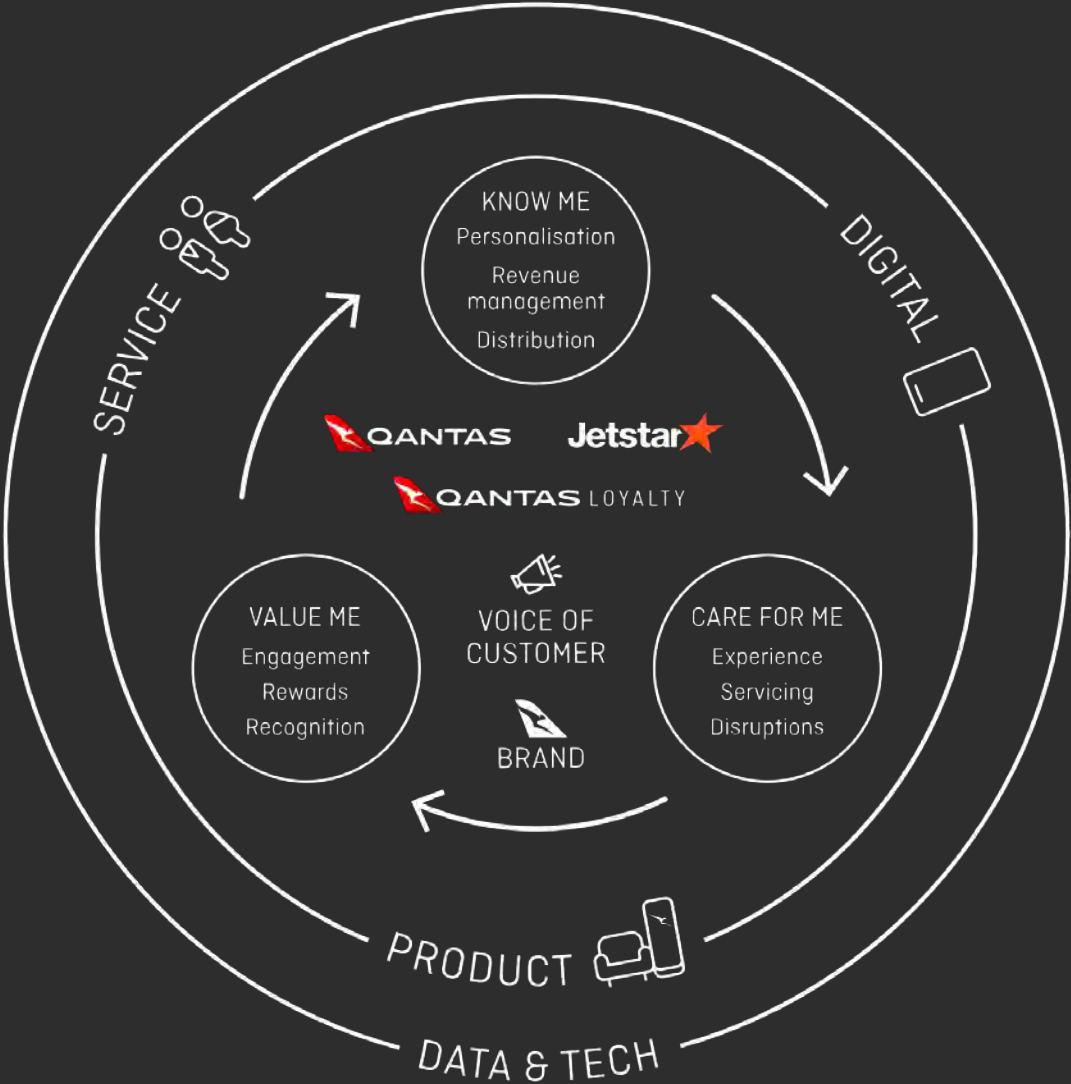 KNOW ME
Personalisation
Revenue
management
Distribution
SERVICE
DIGITAL
QANTAS
Jetstar
QANTAS LOYALTY
VALUE ME
Engagement
Rewards
Recognition
VOICE OF
CUSTOMER
BRAND
CARE FOR ME
Experience
Servicing
Disruptions
PRODUCT
DATA & TECH